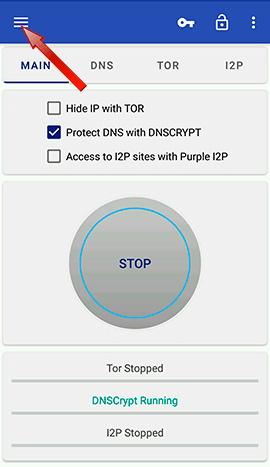 MAIN DNS TOR I2P
Hide IP with TOR
Protect DNS with DNSCRYPT
Access to I2P sites with Purple I2P
STOP
Tor Stopped
DNSCrypt Running
I2P Stopped